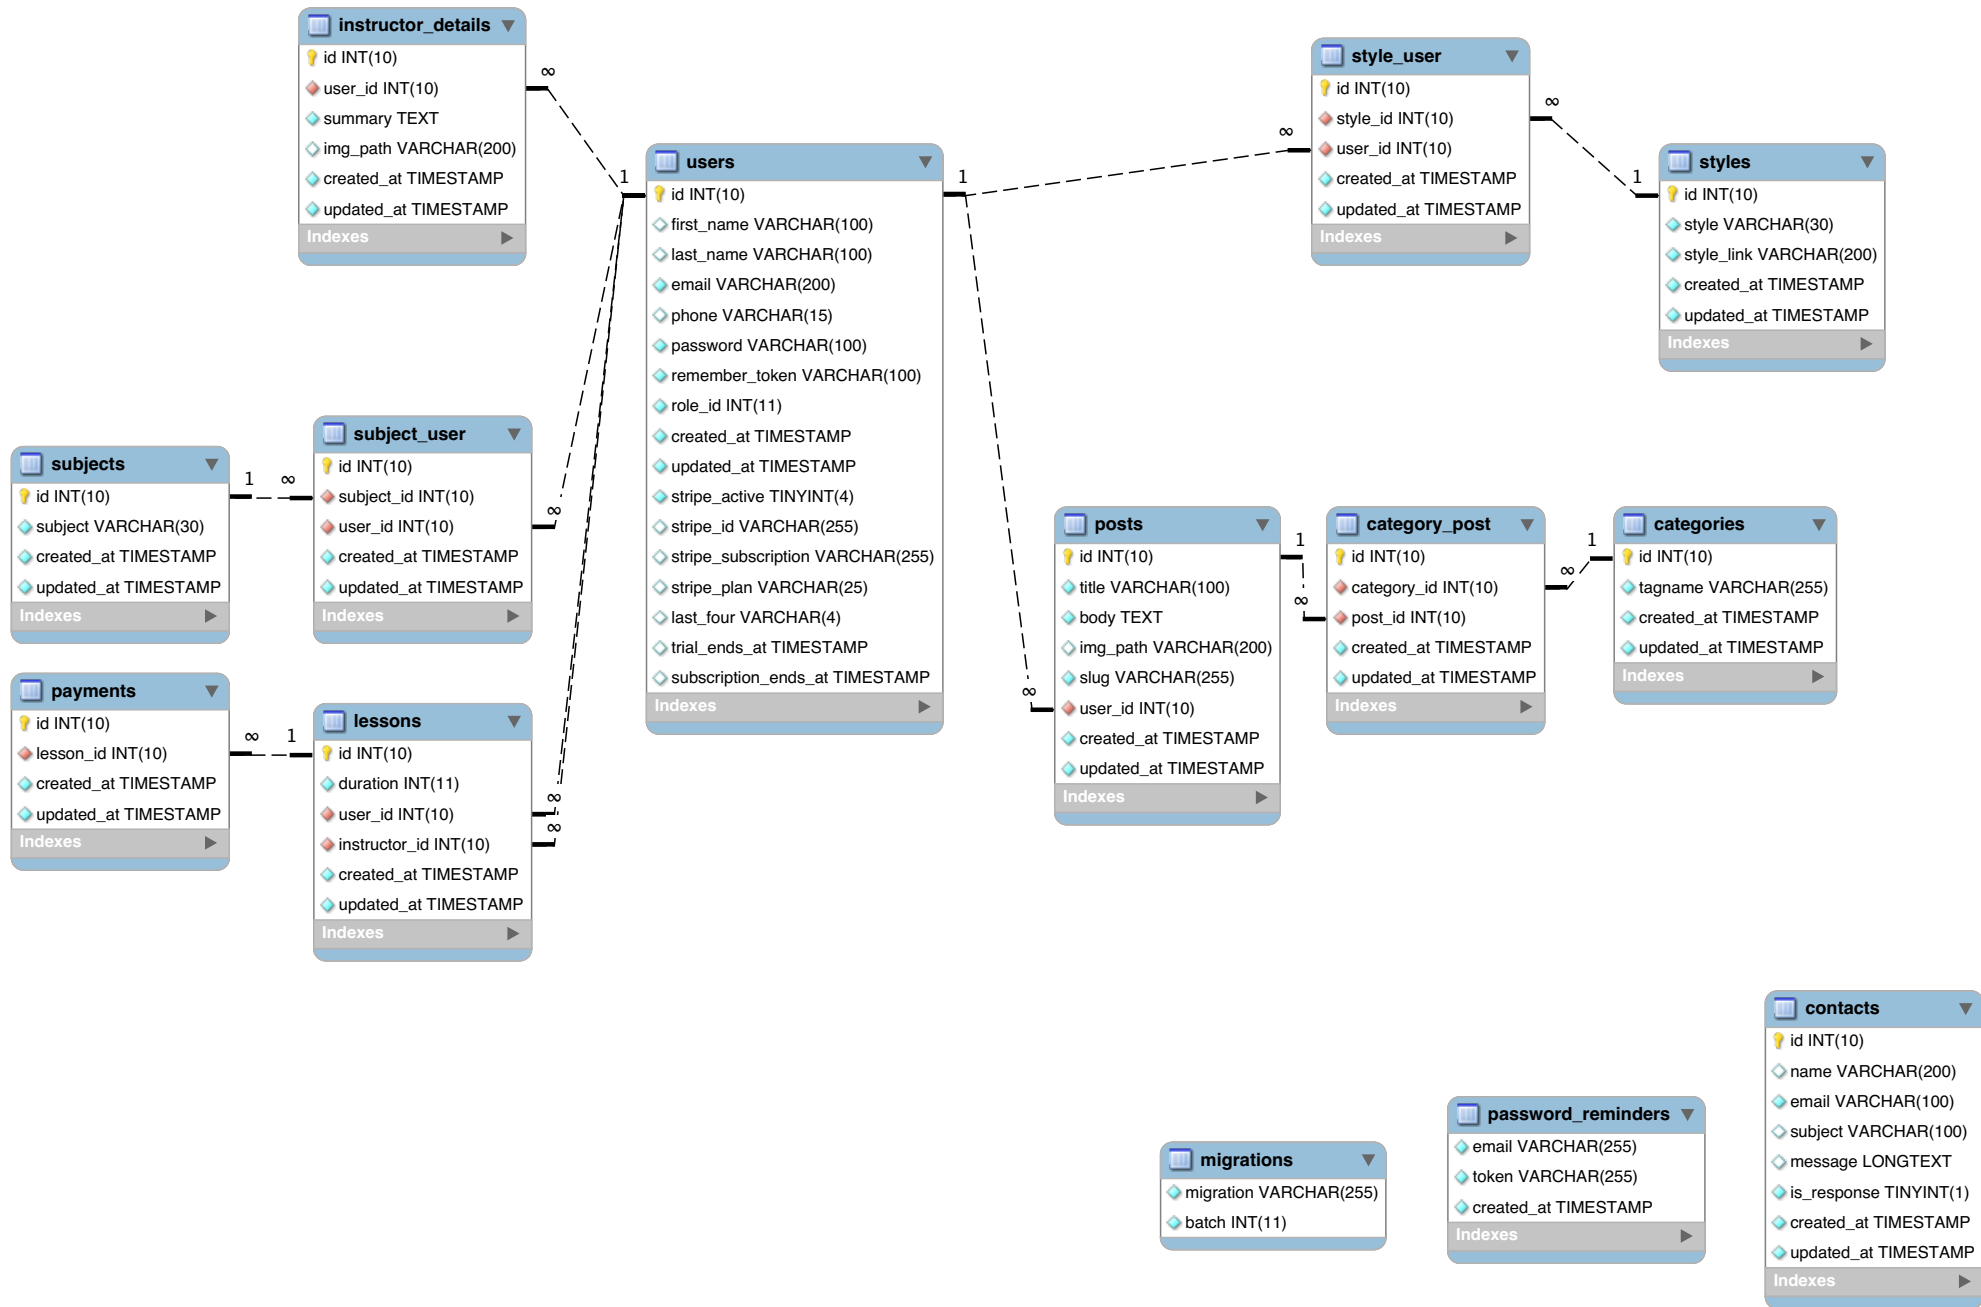 instructor_details
id INT(10)
user_id INT(10)
summary TEXT
img_path VARCHAR(200)
created_at TIMESTAMP
updated_at TIMESTAMP
Indexes
∞
1
users
id INT(10)
first_name VARCHAR(100)
last_name VARCHAR(100)
email VARCHAR(200)
phone VARCHAR(15)
password VARCHAR(100)
remember_token VARCHAR(100)
role_id INT(11)
created_at TIMESTAMP
updated_at TIMESTAMP
stripe_active TINYINT(4)
stripe_id VARCHAR(255)
stripe_subscription VARCHAR(255)
stripe_plan VARCHAR(25)
last_four VARCHAR(4)
trial_ends_at TIMESTAMP
subscription_ends_at TIMESTAMP
Indexes
1
∞
style_user
id INT(10)
style_id INT(10)
user_id INT(10)
created_at TIMESTAMP
updated_at TIMESTAMP
Indexes
∞
1
styles
id INT(10)
style VARCHAR(30)
style_link VARCHAR(200)
created_at TIMESTAMP
updated_at TIMESTAMP
Indexes
subjects
id INT(10)
subject VARCHAR(30)
created_at TIMESTAMP
updated_at TIMESTAMP
Indexes
1
∞
subject_user
id INT(10)
subject_id INT(10)
user_id INT(10)
created_at TIMESTAMP
updated_at TIMESTAMP
Indexes
∞
payments
id INT(10)
lesson_id INT(10)
created_at TIMESTAMP
updated_at TIMESTAMP
Indexes
∞
1
lessons
id INT(10)
duration INT(11)
user_id INT(10)
instructor_id INT(10)
created_at TIMESTAMP
updated_at TIMESTAMP
Indexes
∞
∞
posts
id INT(10)
title VARCHAR(100)
body TEXT
img_path VARCHAR(200)
slug VARCHAR(255)
user_id INT(10)
created_at TIMESTAMP
updated_at TIMESTAMP
Indexes
∞
1
∞
category_post
id INT(10)
category_id INT(10)
post_id INT(10)
created_at TIMESTAMP
updated_at TIMESTAMP
Indexes
∞
1
categories
id INT(10)
tagname VARCHAR(255)
created_at TIMESTAMP
updated_at TIMESTAMP
Indexes
migrations
migration VARCHAR(255)
batch INT(11)
password_reminders
email VARCHAR(255)
token VARCHAR(255)
created_at TIMESTAMP
Indexes
contacts
id INT(10)
name VARCHAR(200)
email VARCHAR(100)
subject VARCHAR(100)
message LONGTEXT
is_response TINYINT(1)
created_at TIMESTAMP
updated_at TIMESTAMP
Indexes